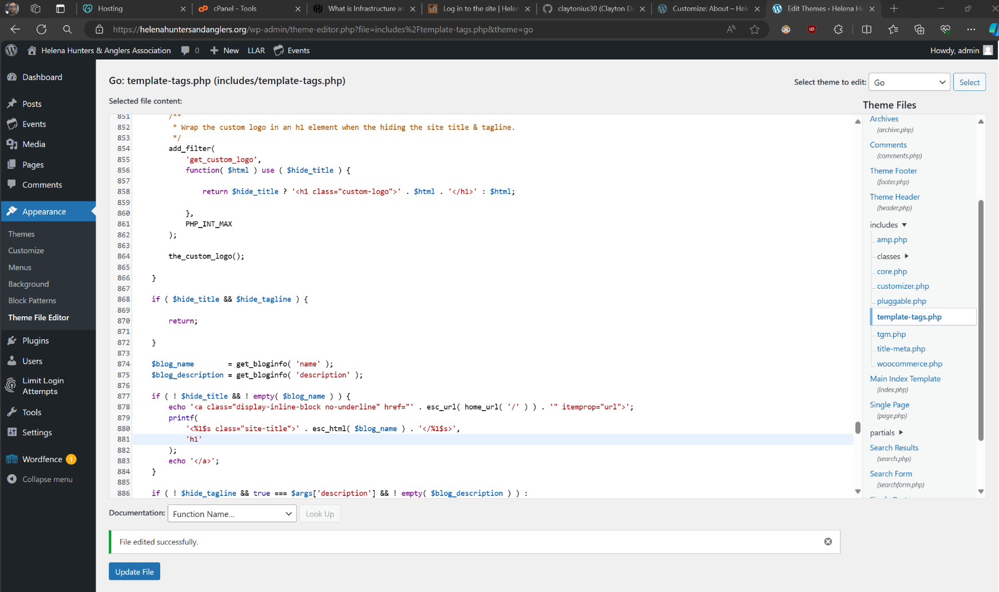 Hosting
cPanel - Tools
What is Infrastructure as
Log in to the site | Helen
claytonius30 (Clayton D
Customize: About – Hel
Edit Themes ‹ Helena Hu
https://helenahuntersandanglers.org/wp-admin/theme-editor.php?file=includes%2Ftemplate-tags.php&theme=go
Helena Hunters & Anglers Association
0
New
LLAR
Events
Howdy, admin
Dashboard
Posts
Events
Media
Pages
Comments
Appearance
Themes
Customize
Menus
Background
Block Patterns
Theme File Editor
Plugins
Users
Limit Login
Attempts
Tools
Settings
Wordfence 1
Collapse menu
Go: template-tags.php (includes/template-tags.php)
Select theme to edit: Go Select
Selected file content:
851 /**
852 * Wrap the custom logo in an h1 element when the hiding the site title & tagline.
853 */
854 add_filter(
855 'get_custom_logo',
856 function( $html ) use ( $hide_title ) {
857
858 return $hide_title ? '<h1 class="custom-logo">' . $html . '</h1>' : $html;
859
860 },
861 PHP_INT_MAX
862 );
863
864 the_custom_logo();
865
866 }
867
868 if ( $hide_title && $hide_tagline ) {
869
870 return;
871
872 }
873
874 $blog_name        = get_bloginfo( 'name' );
875 $blog_description = get_bloginfo( 'description' );
876
877 if ( ! $hide_title && ! empty( $blog_name ) ) {
878 echo '<a class="display-inline-block no-underline" href="' . esc_url( home_url( '/' ) ) . '" itemprop="url">';
879 printf(
880 '<%1$s class="site-title">' . esc_html( $blog_name ) . '</%1$s>',
881 'h1'
882 );
883 echo '</a>';
884 }
885
886 if ( ! $hide_tagline && true === $args['description'] && ! empty( $blog_description ) ) :
Theme Files
Archives
(archive.php)
Comments
(comments.php)
Theme Footer
(footer.php)
Theme Header
(header.php)
includes
amp.php
classes
core.php
customizer.php
pluggable.php
template-tags.php
tgm.php
title-meta.php
woocommerce.php
Main Index Template
(index.php)
Single Page
(page.php)
partials
Search Results
(search.php)
Search Form
(searchform.php)
Documentation: Function Name... Look Up
File edited successfully.
Update File